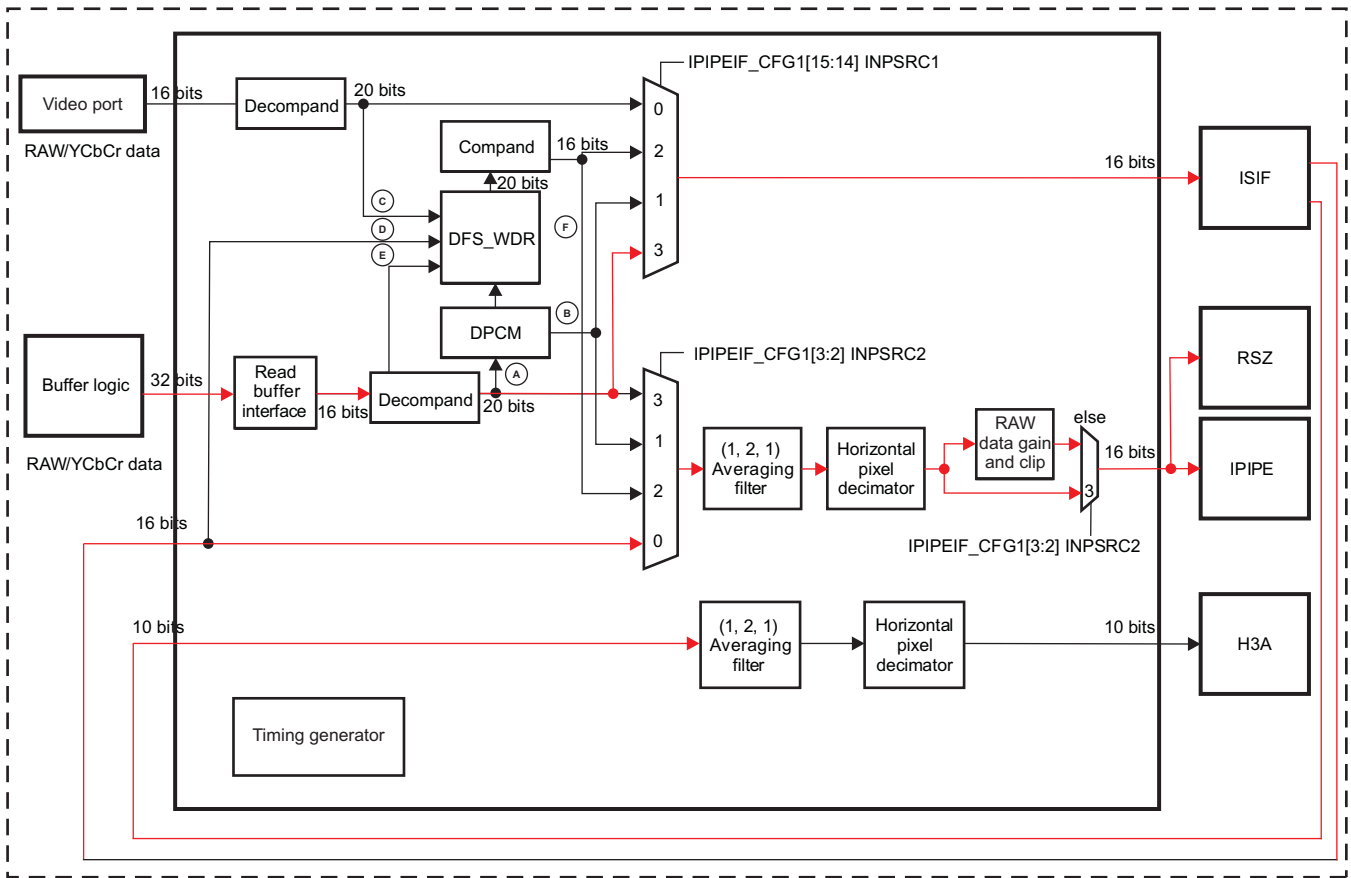 IPIPEIF_CFG1[15:14] INPSRC1
Video port
16 bits
Decompand
20 bits
0
RAW/YCbCr data
Compand
16 bits
2
16 bits
ISIF
20 bits
C
1
D
F
DFS_WDR
E
3
B
DPCM
IPIPEIF_CFG1[3:2] INPSRC2
RSZ
Buffer logic
32 bits
Read
buffer
interface
16 bits
Decompand
A
20 bits
3
RAW/YCbCr data
1
(1, 2, 1)
Averaging
filter
Horizontal
pixel
decimator
RAW
data gain
and clip
else
16 bits
3
IPIPE
2
16 bits
0
IPIPEIF_CFG1[3:2] INPSRC2
10 bits
(1, 2, 1)
Averaging
filter
Horizontal
pixel
decimator
10 bits
H3A
Timing generator